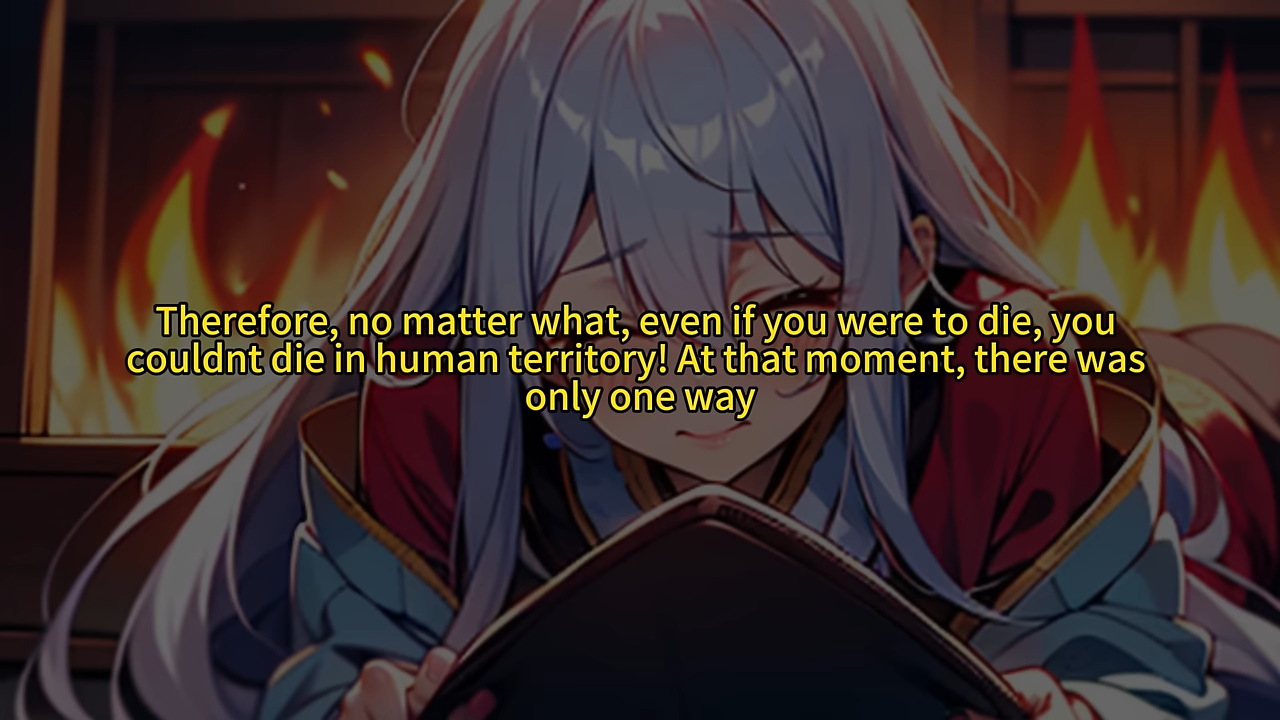 Therefore, no matter what, even if you were to die, you
couldnt die in human territory! At that moment, there was
only one way